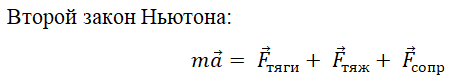 Второй закон Ньютона:
ma⃗ = F⃗тяги + F⃗тяж + F⃗сопр